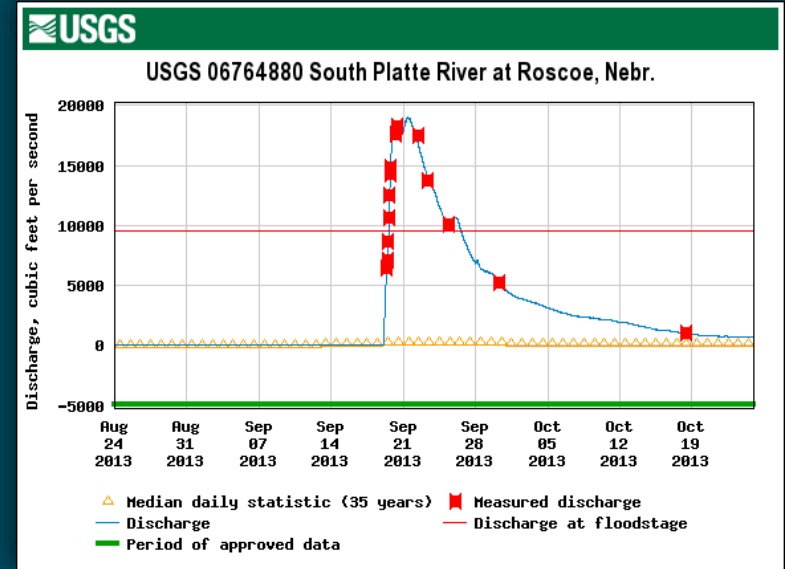 USGS
USGS 06764880 South Platte River at Roscoe, Nebr.
Discharge, cubic feet per second
20000
15000
10000
5000
0
-5000
Aug Aug Sep Sep Sep Sep Oct Oct Oct
24 31 07 14 21 28 05 12 19
2013 2013 2013 2013 2013 2013 2013 2013 2013
Median daily statistic (35 years) Measured discharge
Discharge Discharge at floodstage
Period of approved data